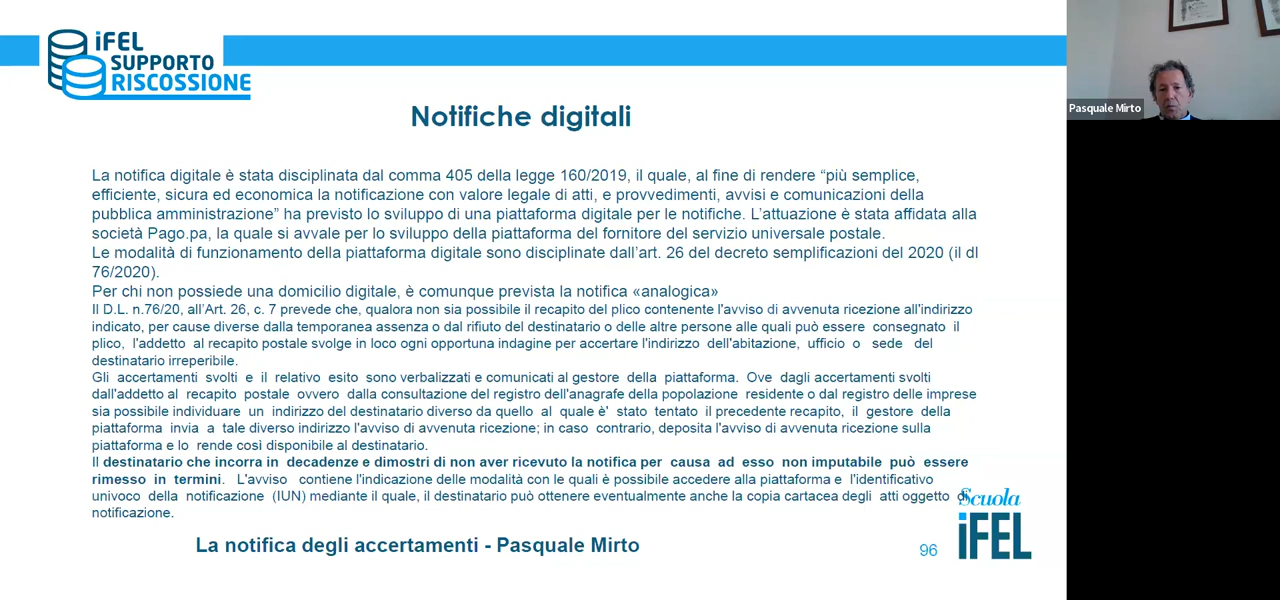 iFEL
SUPPORTO
RISCOSSIONE
Pasquale Mirto
Notifiche digitali
La notifica digitale è stata disciplinata dal comma 405 della legge 160/2019, il quale, al fine di rendere “più semplice,
efficiente, sicura ed economica la notificazione con valore legale di atti, e provvedimenti, avvisi e comunicazioni della
pubblica amministrazione” ha previsto lo sviluppo di una piattaforma digitale per le notifiche. L’attuazione è stata affidata alla
società Pago.pa, la quale si avvale per lo sviluppo della piattaforma del fornitore del servizio universale postale.
Le modalità di funzionamento della piattaforma digitale sono disciplinate dall’art. 26 del decreto semplificazioni del 2020 (il dl
76/2020).
Per chi non possiede una domicilio digitale, è comunque prevista la notifica «analogica»
Il D.L. n.76/20, all’Art. 26, c. 7 prevede che, qualora non sia possibile il recapito del plico contenente l'avviso di avvenuta ricezione all'indirizzo
indicato, per cause diverse dalla temporanea assenza o dal rifiuto del destinatario o delle altre persone alle quali può essere consegnato il
plico, l'addetto al recapito postale svolge in loco ogni opportuna indagine per accertare l'indirizzo dell'abitazione, ufficio o sede del
destinatario irreperibile.
Gli accertamenti svolti e il relativo esito sono verbalizzati e comunicati al gestore della piattaforma. Ove dagli accertamenti svolti
dall'addetto al recapito postale ovvero dalla consultazione del registro dell'anagrafe della popolazione residente o dal registro delle imprese
sia possibile individuare un indirizzo del destinatario diverso da quello al quale è' stato tentato il precedente recapito, il gestore della
piattaforma invia a tale diverso indirizzo l'avviso di avvenuta ricezione; in caso contrario, deposita l'avviso di avvenuta ricezione sulla
piattaforma e lo rende così disponibile al destinatario.
Il destinatario che incorra in decadenze e dimostri di non aver ricevuto la notifica per causa ad esso non imputabile può essere
rimesso in termini. L'avviso contiene l'indicazione delle modalità con le quali è possibile accedere alla piattaforma e l'identificativo
univoco della notificazione (IUN) mediante il quale, il destinatario può ottenere eventualmente anche la copia cartacea degli atti oggetto di
notificazione.
Scuola
iFEL
La notifica degli accertamenti - Pasquale Mirto
96